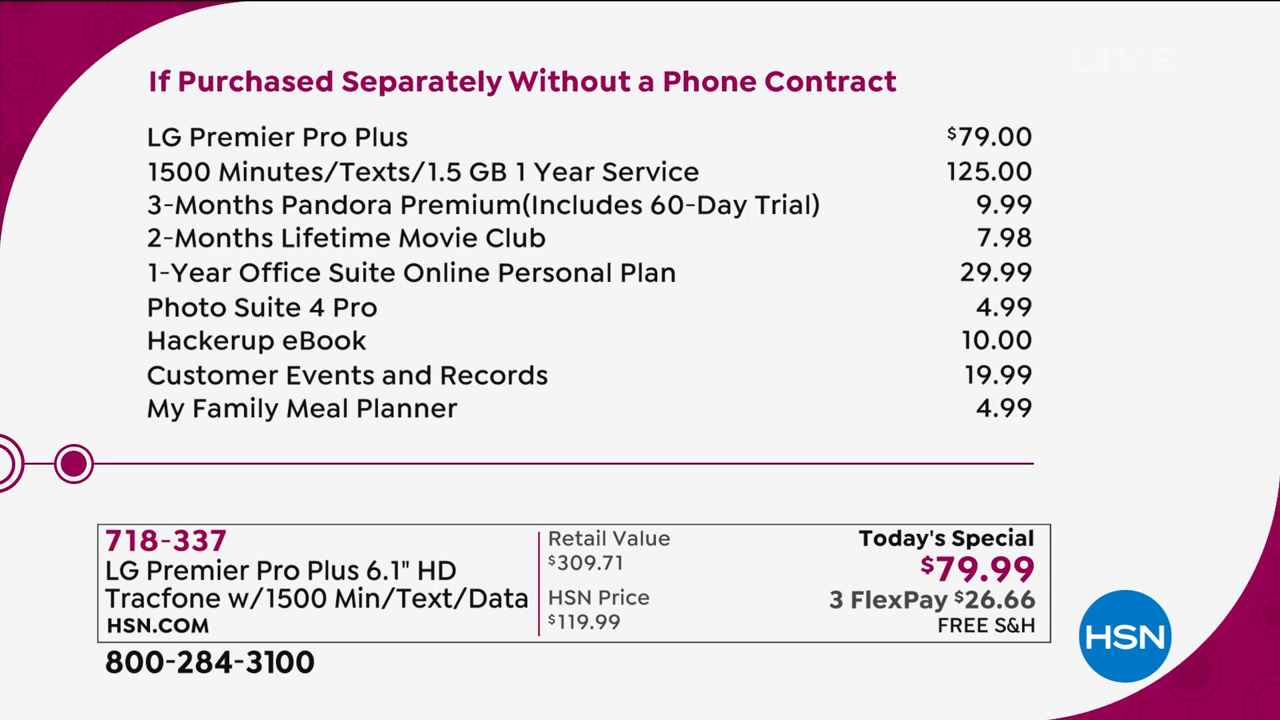 LIVE
If Purchased Separately Without a Phone Contract
LG Premier Pro Plus $79.00
1500 Minutes/Texts/1.5 GB 1 Year Service 125.00
3-Months Pandora Premium(Includes 60-Day Trial) 9.99
2-Months Lifetime Movie Club 7.98
1-Year Office Suite Online Personal Plan 29.99
Photo Suite 4 Pro 4.99
Hackerup eBook 10.00
Customer Events and Records 19.99
My Family Meal Planner 4.99
718-337
LG Premier Pro Plus 6.1" HD
Tracfone w/1500 Min/Text/Data
HSN.COM
Retail Value
$309.71
HSN Price
$119.99
Today's Special
$79.99
3 FlexPay $26.66
FREE S&H
HSN
800-284-3100